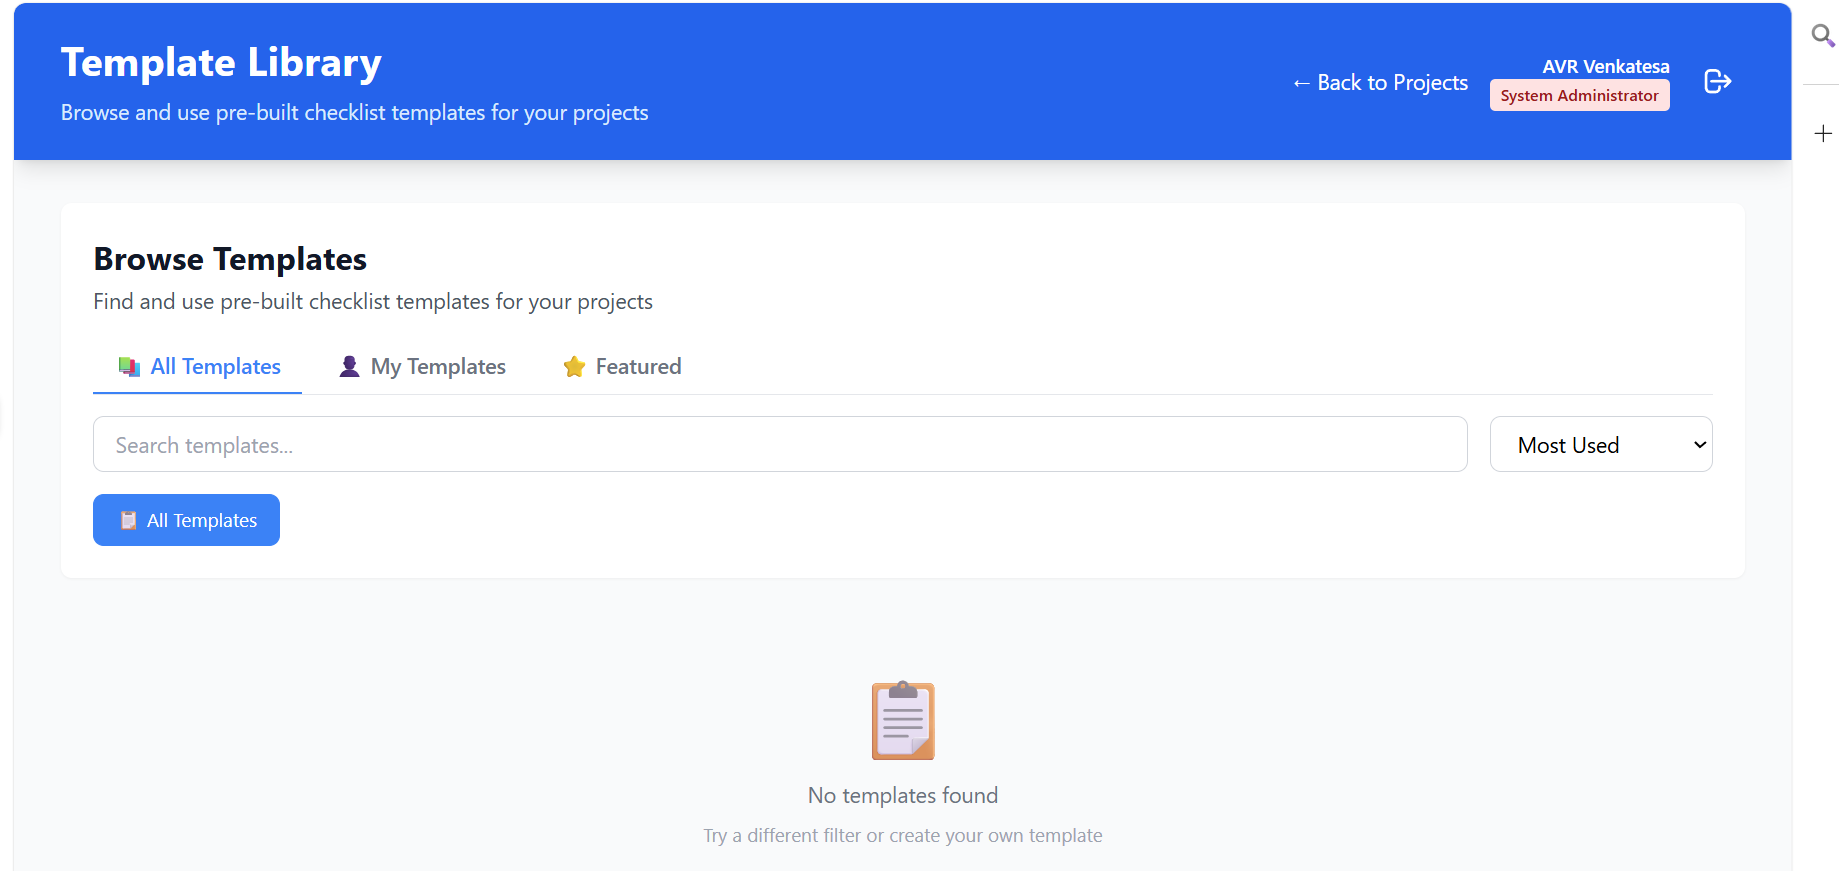 Template Library
Browse and use pre-built checklist templates for your projects
← Back to Projects
AVR Venkatesa
System Administrator
Browse Templates
Find and use pre-built checklist templates for your projects
All Templates
My Templates
Featured
Search templates...
Most Used
All Templates
No templates found
Try a different filter or create your own template